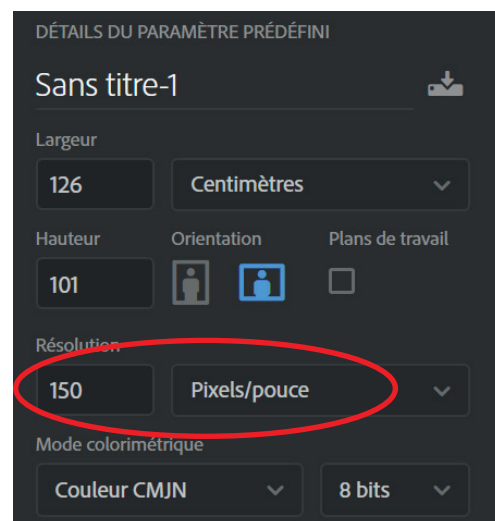 DÉTAILS DU PARAMÈTRE PRÉDÉFINI
Sans titre-1
Largeur
126 Centimètres
Hauteur Orientation Plans de travail
101
Résolution
150 Pixels/pouce
Mode colorimétrique
Couleur CMJN 8 bits